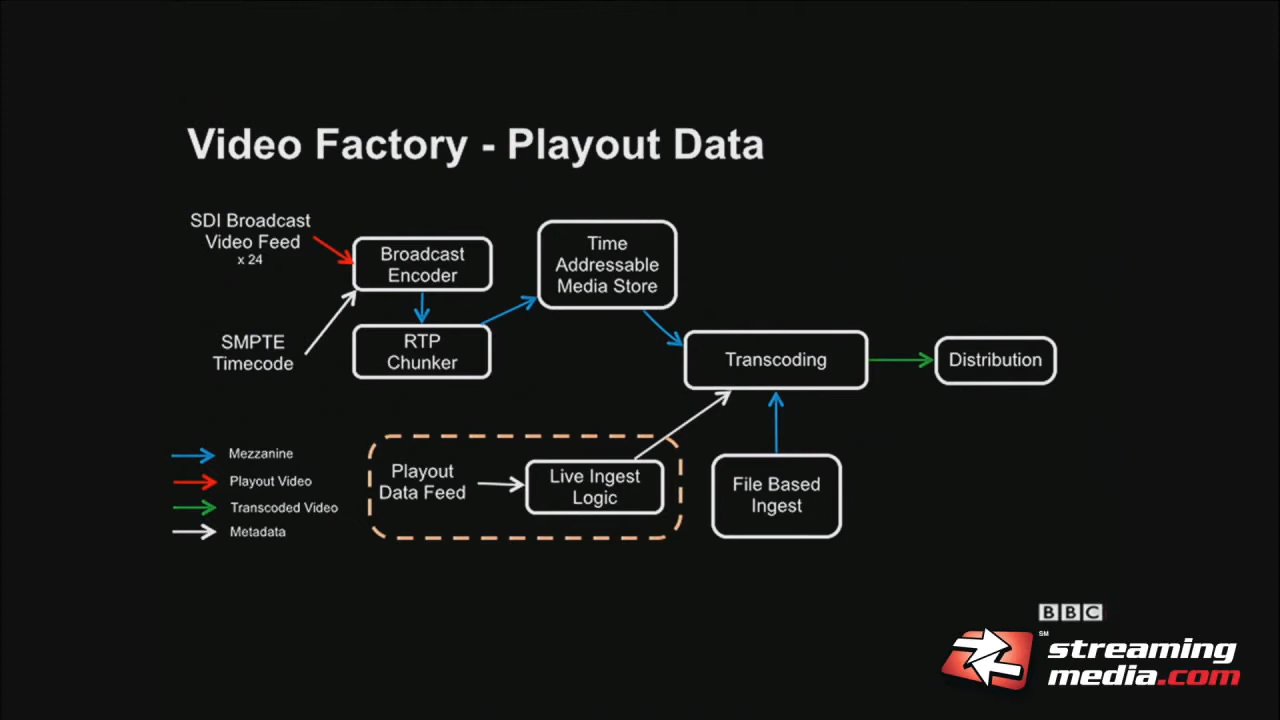 Video Factory - Playout Data
SDI Broadcast
Video Feed
x 24
Broadcast
Encoder
Time
Addressable
Media Store
SMPTE
Timecode
RTP
Chunker
Transcoding
Distribution
Mezzanine
Playout Video
Transcoded Video
Metadata
Playout
Data Feed
Live Ingest
Logic
File Based
Ingest
BBC
SM
streaming
media.com